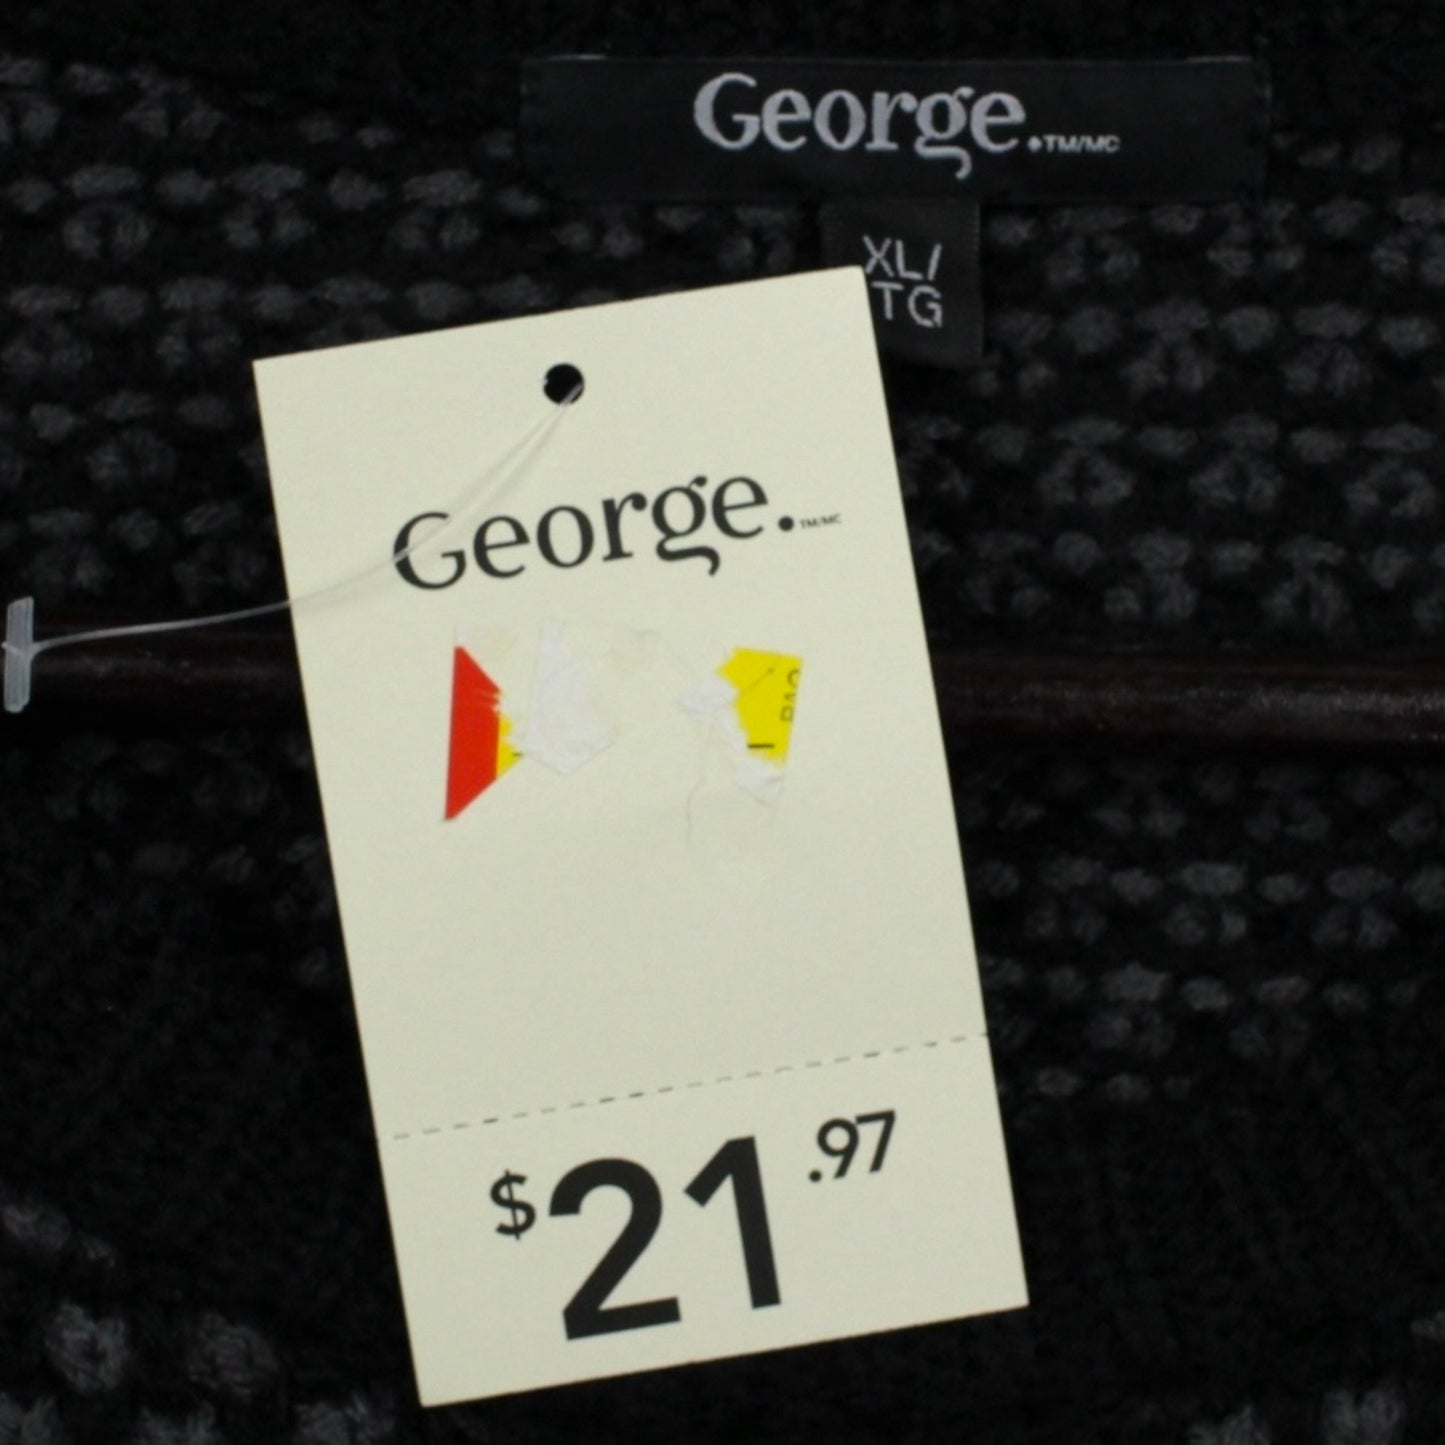 George.™/MC
XL/
TG
George.™/MC
$21.97